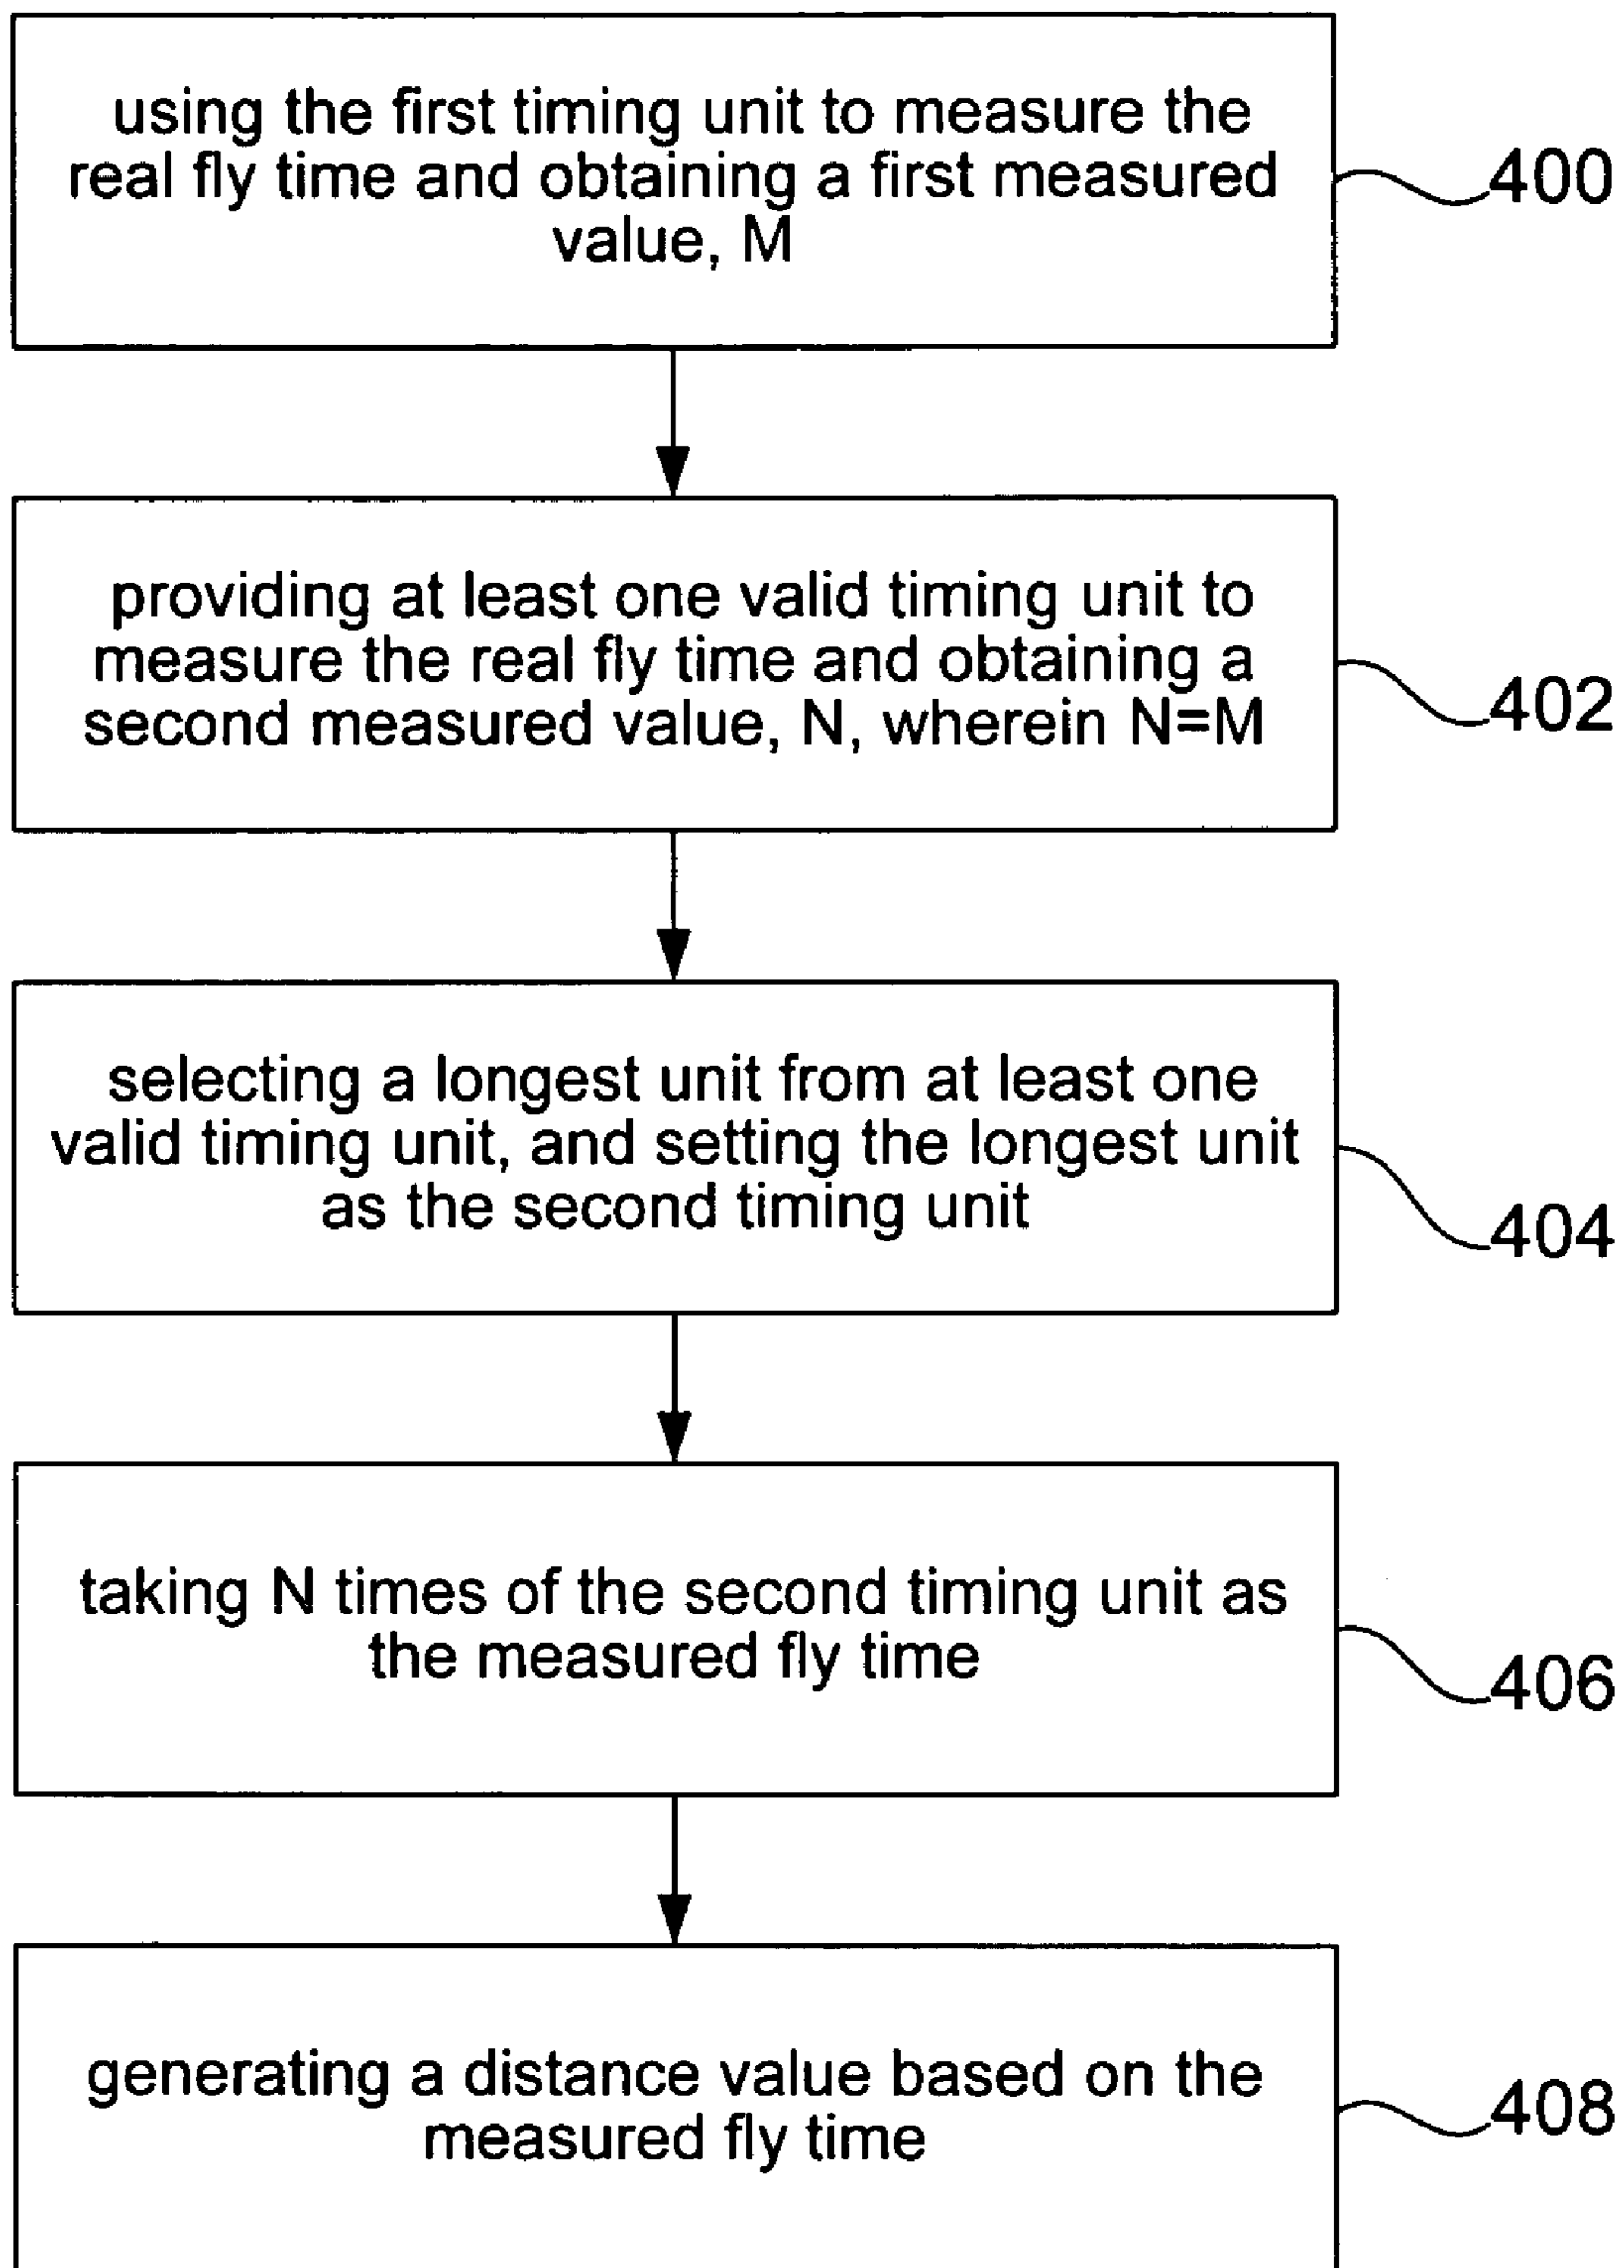 using the first timing unit to measure the
real fly time and obtaining a first measured
value, M
400
providing at least one valid timing unit to
measure the real fly time and obtaining a
second measured value, N, wherein N=M
402
selecting a longest unit from at least one
valid timing unit, and setting the longest unit
as the second timing unit
404
taking N times of the second timing unit as
the measured fly time
406
generating a distance value based on the
measured fly time
408